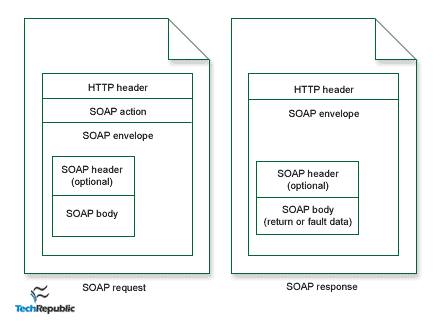 HTTP header
SOAP action
SOAP envelope
SOAP header
(optional)
SOAP body
SOAP request
HTTP header
SOAP envelope
SOAP header
(optional)
SOAP body
(return or fault data)
SOAP response
TechRepublic